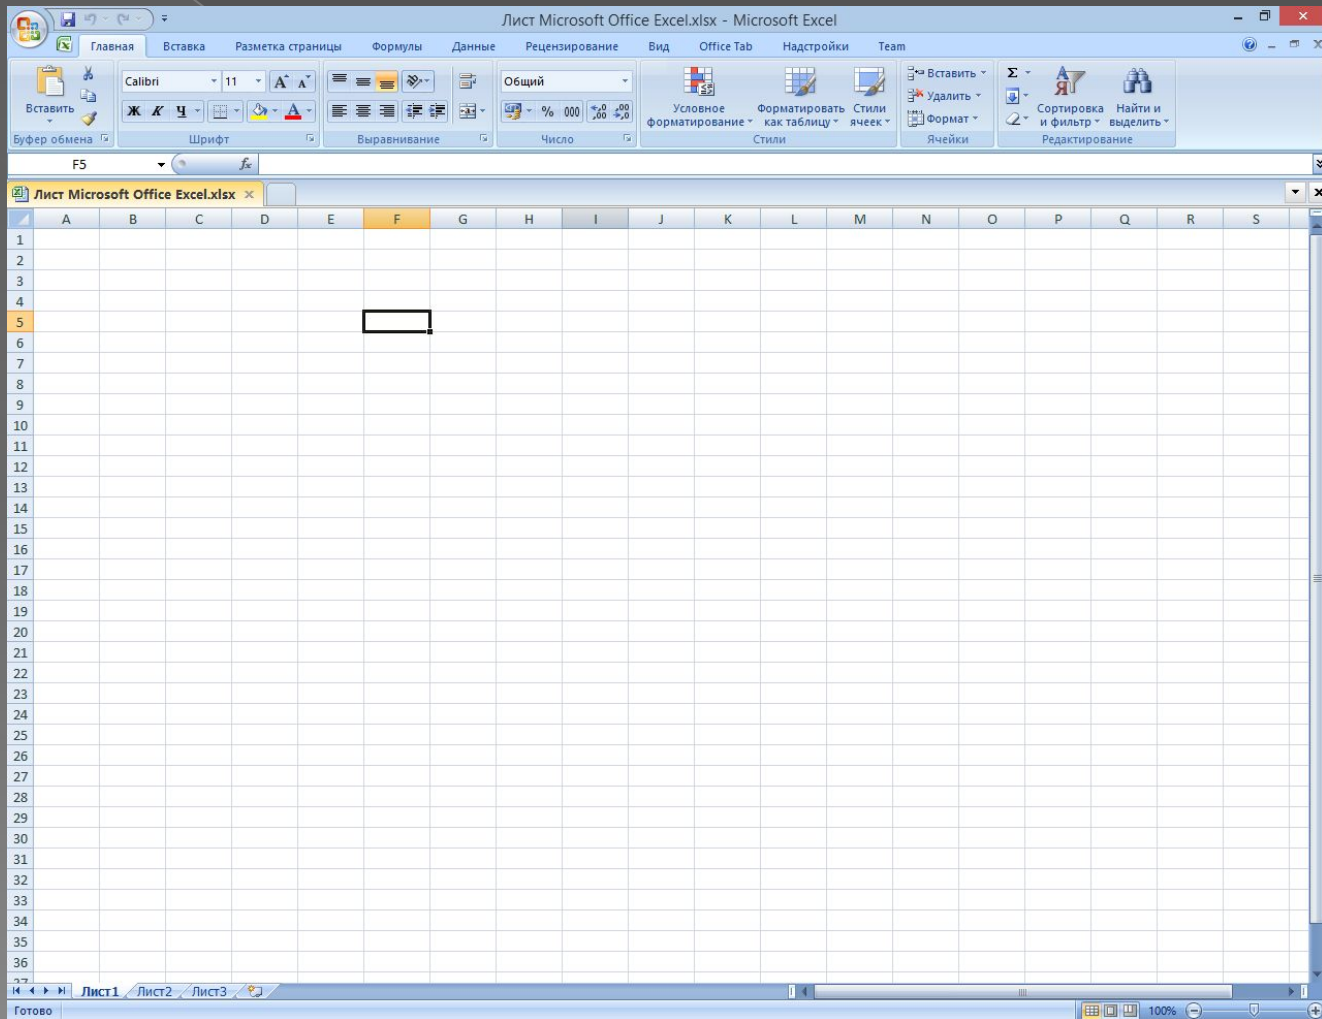 Лист Microsoft Office Excel.xlsx - Microsoft Excel
Главная Вставка Разметка страницы Формулы Данные Рецензирование Вид Office Tab Надстройки Team
Вставить
Буфер обмена
Calibri 11
Ж К Ч
Шрифт
Выравнивание
Общий
% 000 ,00 ,00
Число
Условное форматирование
Форматировать как таблицу
Стили ячеек
Стили
Вставить
Удалить
Формат
Ячейки
Σ
Сортировка и фильтр
Найти и выделить
Редактирование
F5 fx
Лист Microsoft Office Excel.xlsx
A B C D E F G H I J K L M N O P Q R S
1
2
3
4
5
6
7
8
9
10
11
12
13
14
15
16
17
18
19
20
21
22
23
24
25
26
27
28
29
30
31
32
33
34
35
36
37
Лист1 Лист2 Лист3
Готово 100%